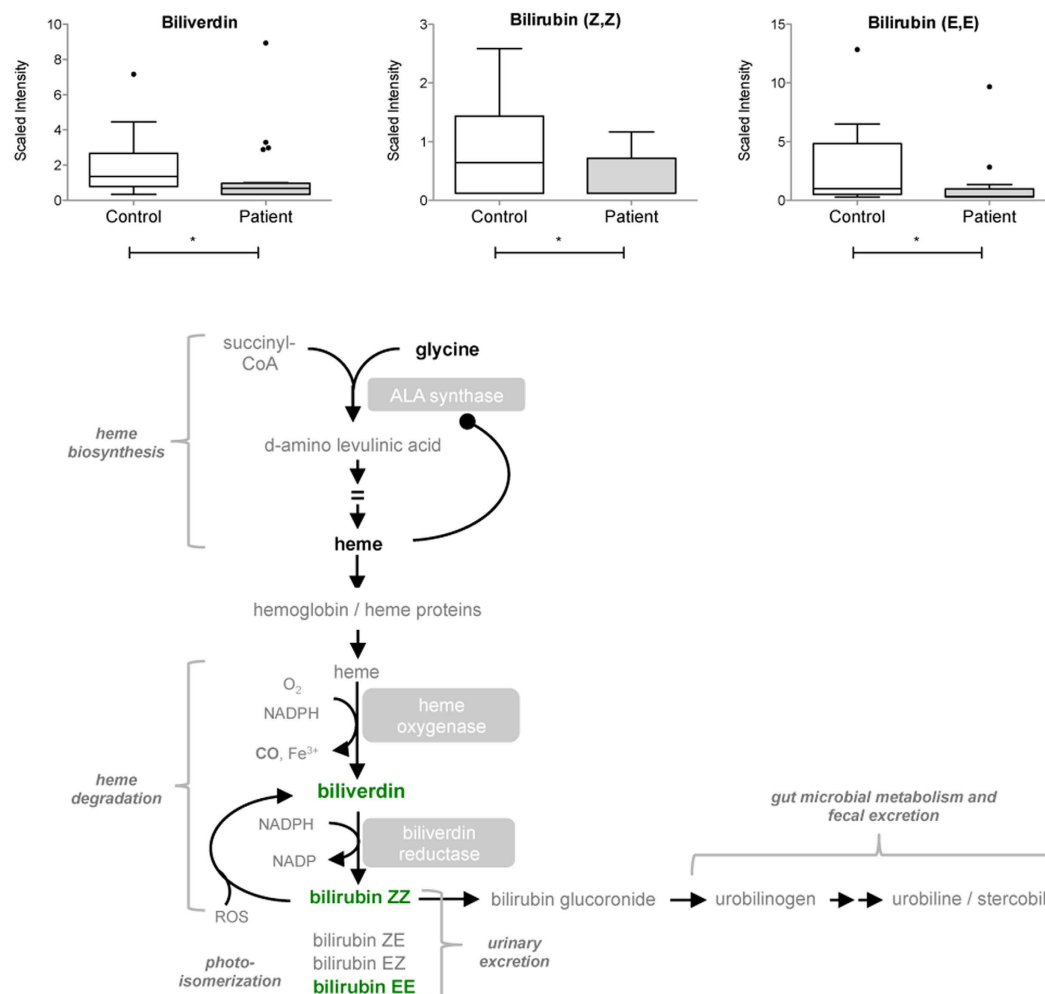 Biliverdin
Scaled Intensity
10
8
6
4
2
0
Control
Patient
*
Bilirubin (Z,Z)
Scaled Intensity
3
2
1
0
Control
Patient
*
Bilirubin (E,E)
Scaled Intensity
15
10
5
0
Control
Patient
*
succinyl-
CoA
glycine
ALA synthase
heme
biosynthesis
d-amino levulinic acid
=
heme
hemoglobin / heme proteins
heme
O2
NADPH
heme
oxygenase
CO, Fe3+
heme
degradation
biliverdin
NADPH
biliverdin
reductase
NADP
gut microbial metabolism and
fecal excretion
bilirubin ZZ
bilirubin glucoronide
urobilinogen
urobiline / stercobil
ROS
bilirubin ZE
photo-
isomerization
bilirubin EZ
bilirubin EE
urinary
excretion